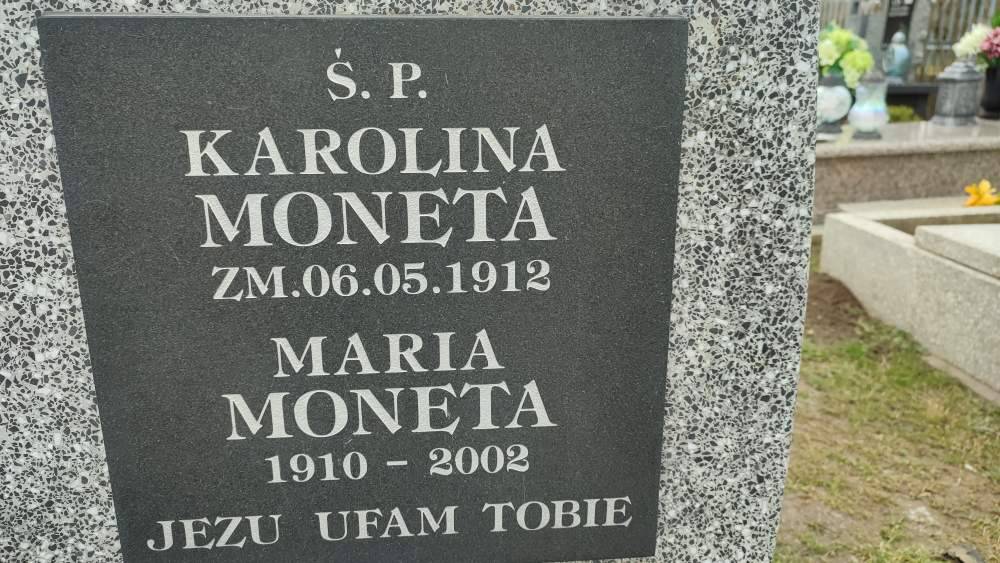 Ś. P.
KAROLINA
MONETA
ZM.06.05.1912
MARIA
MONETA
1910 - 2002
JEZU UFAM TOBIE